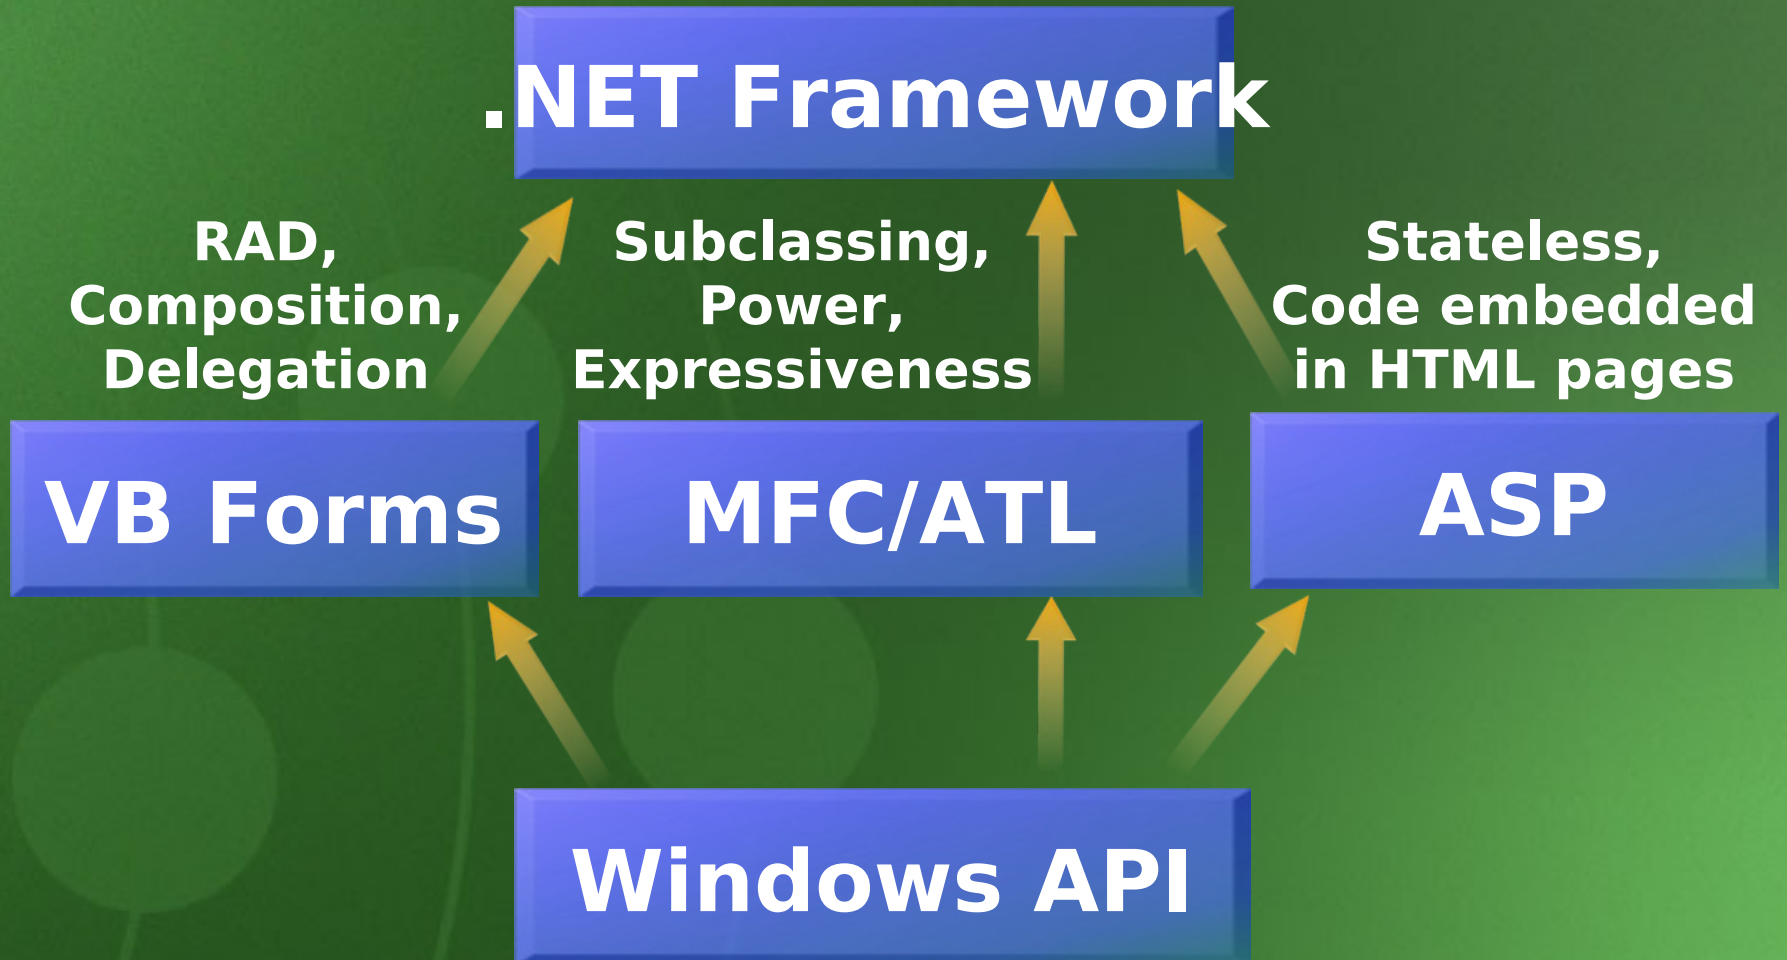 .NET Framework
RAD,
Composition,
Delegation
Subclassing,
Power,
Expressiveness
Stateless,
Code embedded
in HTML pages
VB Forms
MFC/ATL
ASP
Windows API